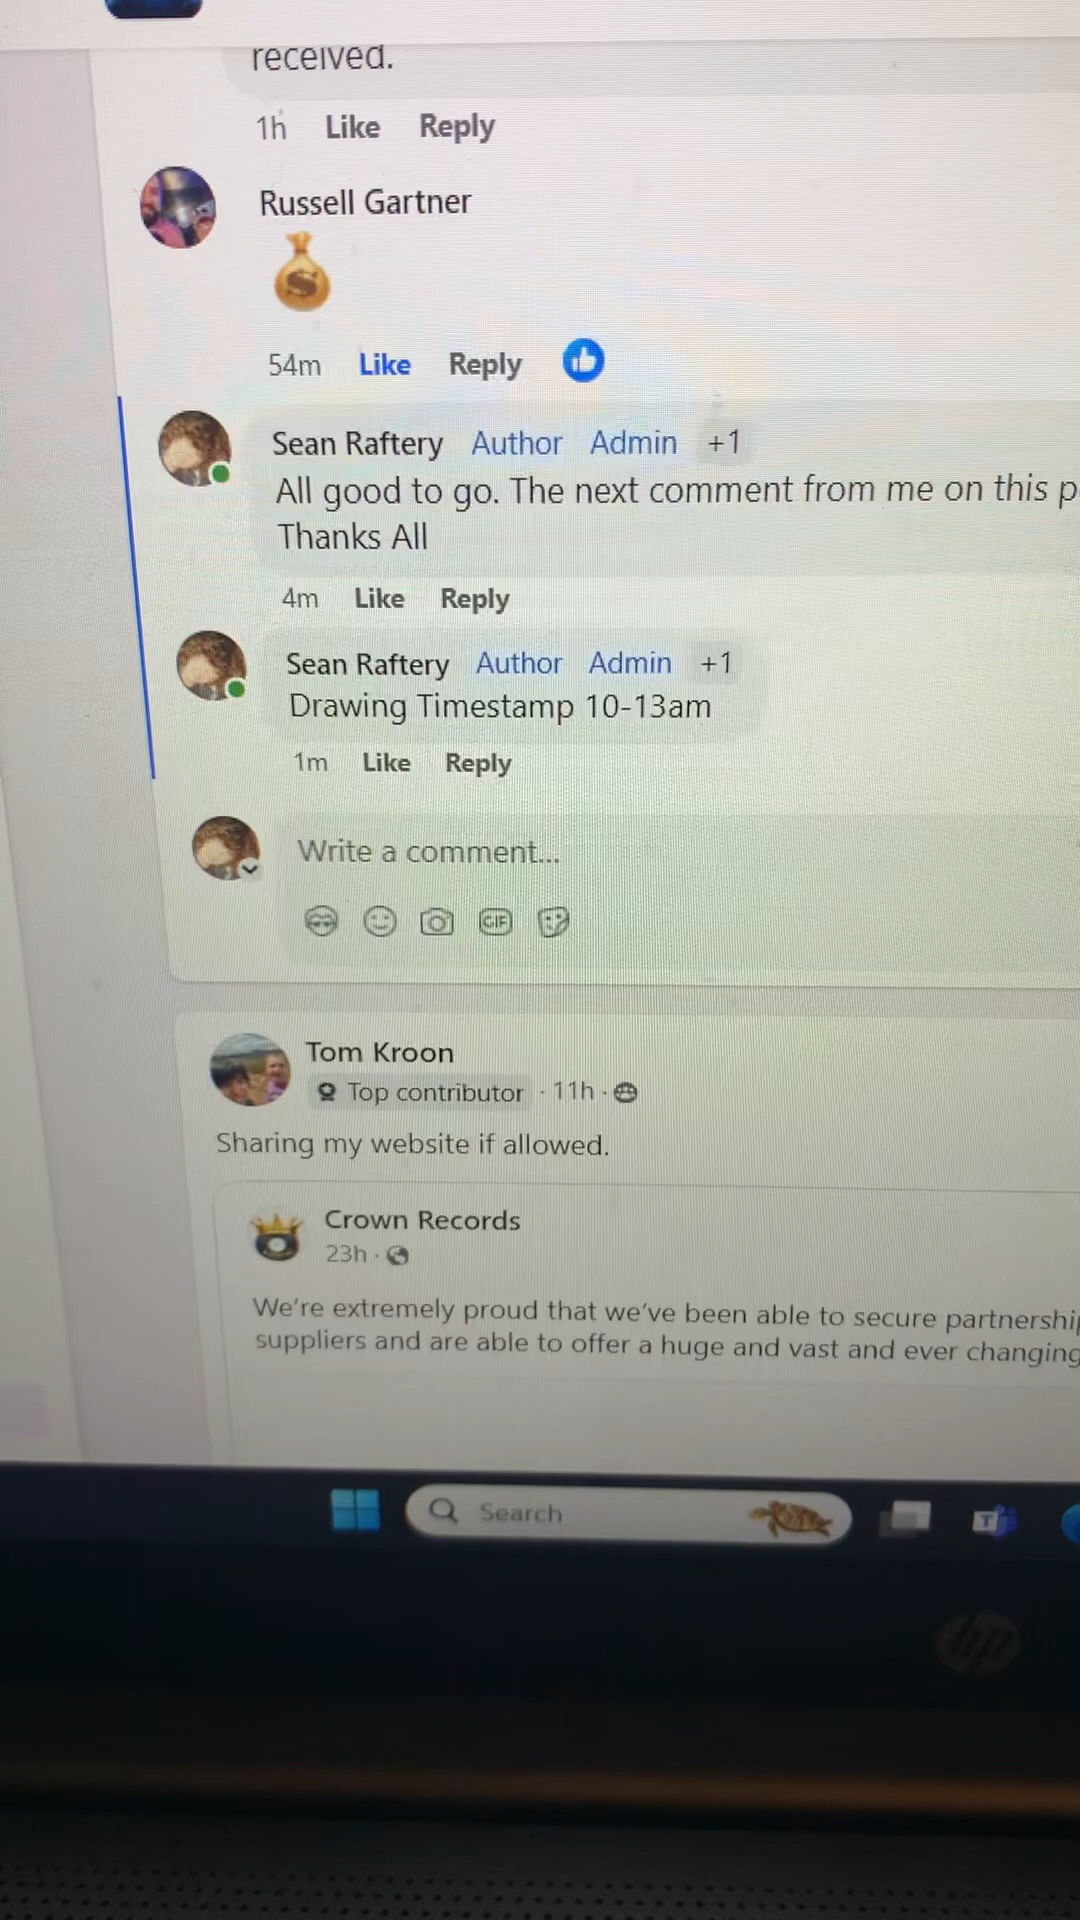 received.
1h Like Reply
Russell Gartner
54m Like Reply
Sean Raftery Author Admin +1
All good to go. The next comment from me on this
Thanks All
4m Like Reply
Sean Raftery Author Admin +1
Drawing Timestamp 10-13am
1m Like Reply
Write a comment...
GIF
Tom Kroon
Top contributor · 11h ·
Sharing my website if allowed.
Crown Records
23h ·
We're extremely proud that we've been able to secure
suppliers and are able to offer a huge and vast and ever changing
Search
T
hp